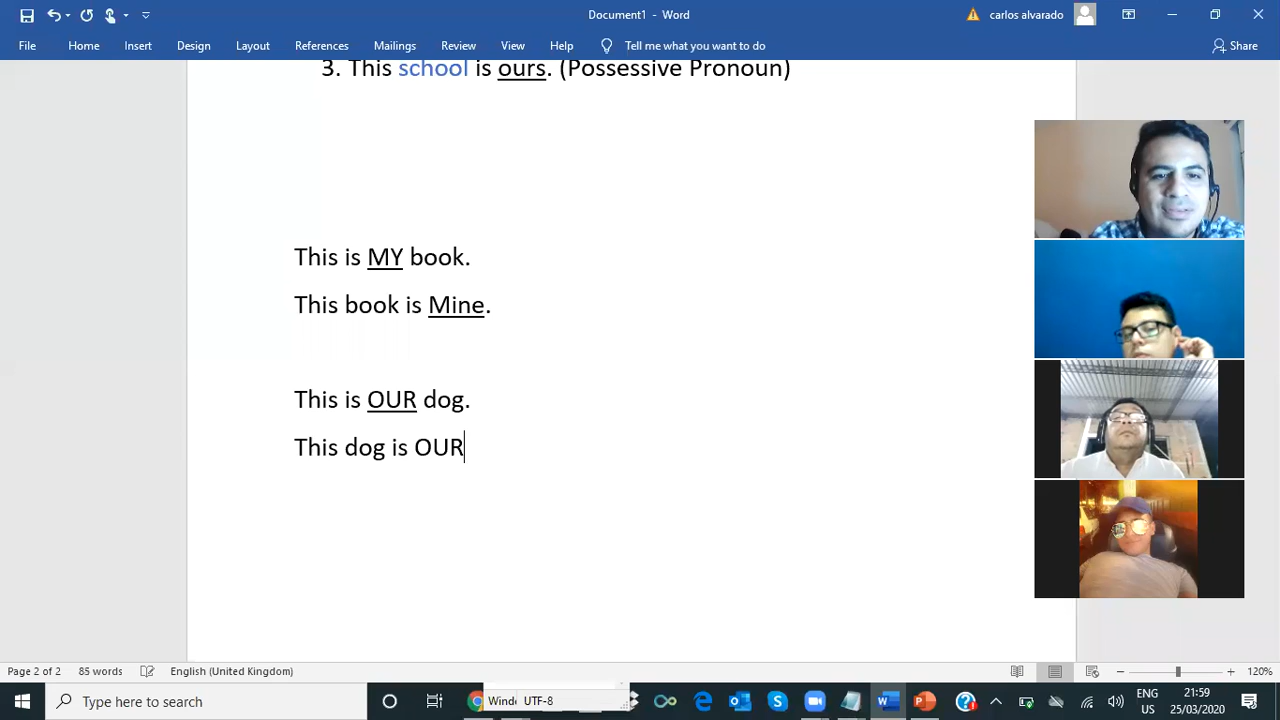 Document1 - Word
carlos alvarado
File Home Insert Design Layout References Mailings Review View Help Tell me what you want to do Share
3. This school is ours. (Possessive Pronoun)
This is MY book.
This book is Mine.
This is OUR dog.
This dog is OUR
Page 2 of 2 85 words English (United Kingdom) 120%
Type here to search
Winde UTF-8
ENG 21:59
US 25/03/2020